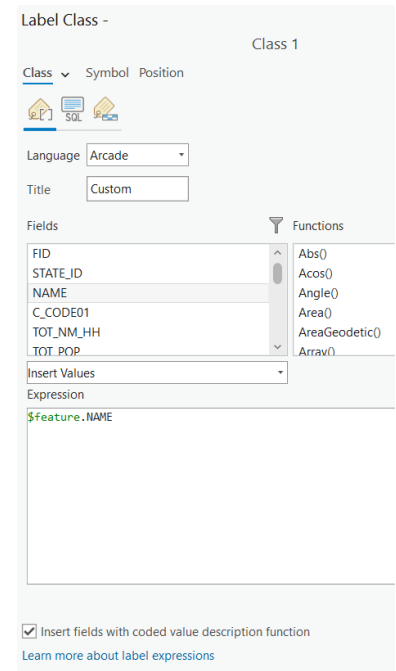 Label Class -
Class 1
Class Symbol Position
SQL
Language Arcade
Title Custom
Fields Functions
FID Abs()
STATE_ID Acos()
NAME Angle()
C_CODE01 Area()
TOT_NM_HH AreaGeodetic()
TOT_POP Array()
Insert Values
Expression
$feature.NAME
Insert fields with coded value description function
Learn more about label expressions